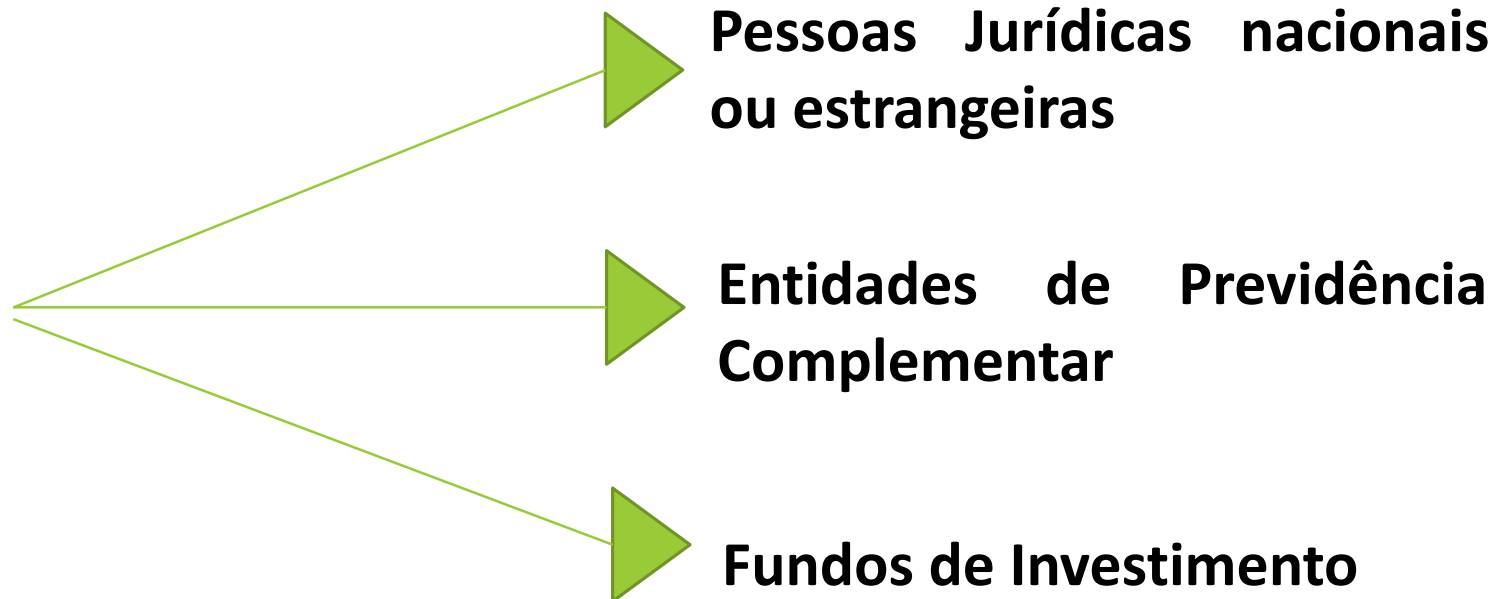 Pessoas Jurídicas nacionais
ou estrangeiras
Entidades de Previdência
Complementar
Fundos de Investimento